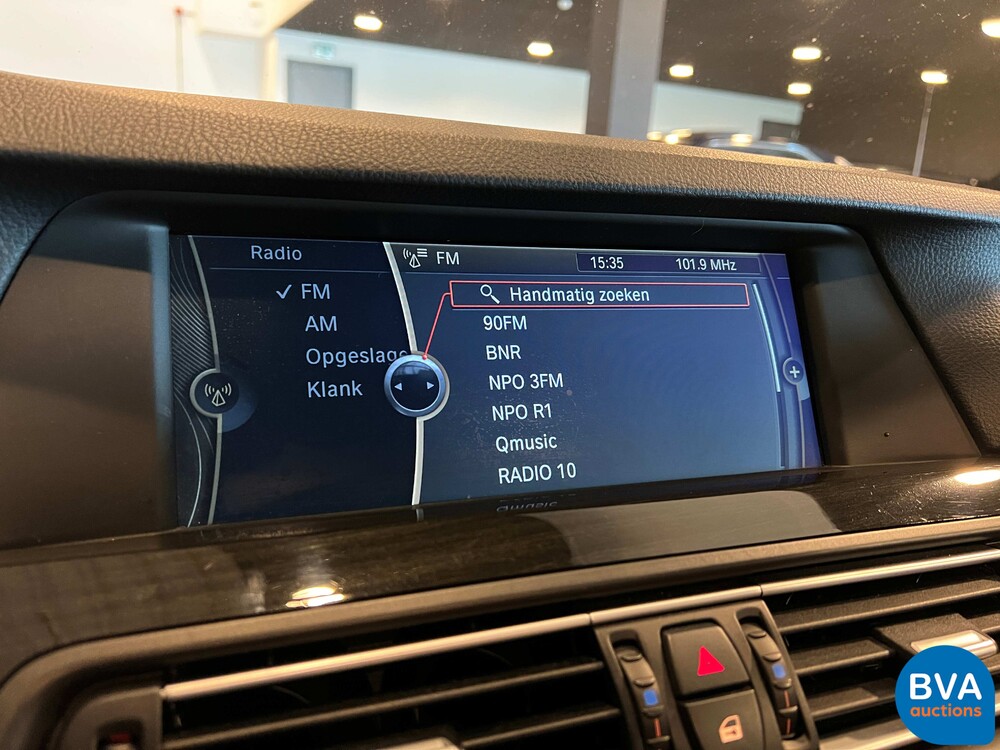 Radio
FM 15:35 101.9 MHz
FM
AM
Opgeslage
Klank
Handmatig zoeken
90FM
BNR
NPO 3FM
NPO R1
Qmusic
RADIO 10
BVA
auctions